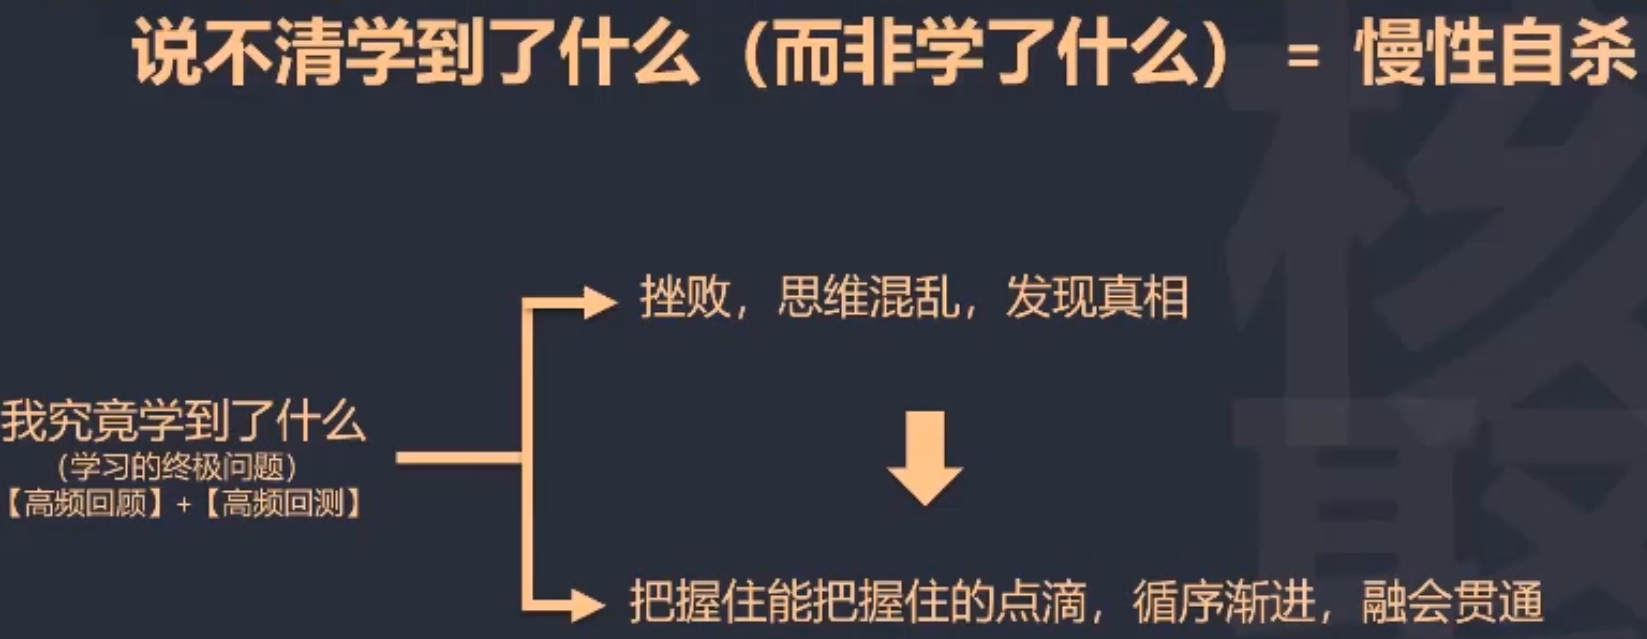 说不清学到了什么（而非学了什么） = 慢性自杀
挫败，思维混乱，发现真相
我究竟学到了什么
（学习的终极问题）
【高频回顾】+【高频回测】
把握住能把握住的点滴，循序渐进，融会贯通